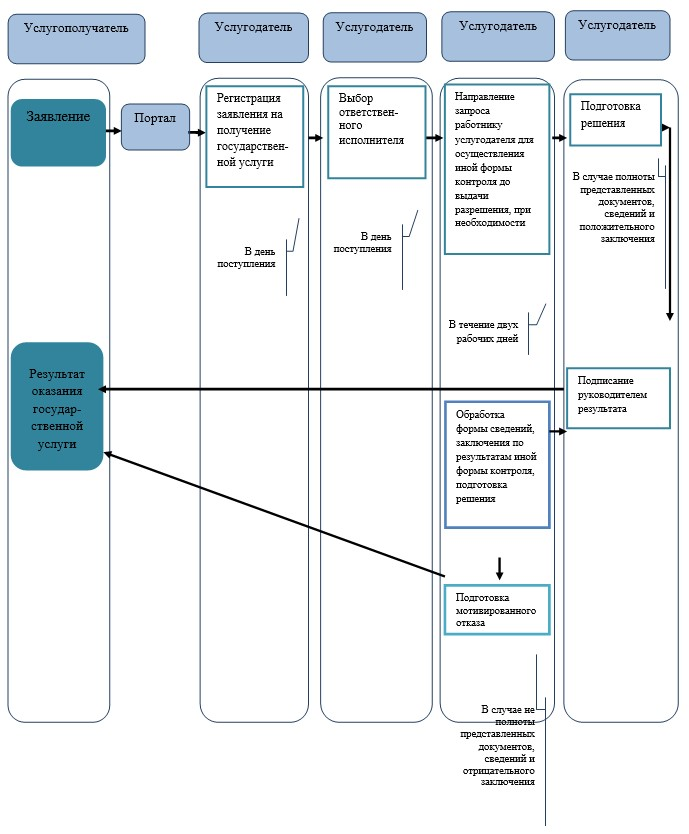 Услугополучатель
Услугодатель
Услугодатель
Услугодатель
Услугодатель
Заявление
Портал
Регистрация
заявления на
получение
государствен-
ной услуги
Выбор
ответствен-
ного
исполнителя
Направление
запроса
работнику
услугодателя для
осуществления
иной формы
контроля до
выдачи
разрешения, при
необходимости
Подготовка
решения
В случае полноты
представленных
документов,
сведений и
положительного
заключения
В день
поступления
В день
поступления
В течение двух
рабочих дней
Результат
оказания
государ-
ственной
услуги
Подписание
руководителем
результата
Обработка
формы сведений,
заключения по
результатам иной
формы контроля,
подготовка
решения
Подготовка
мотивированного
отказа
В случае не
полноты
представленных
документов,
сведений и
отрицательного
заключения